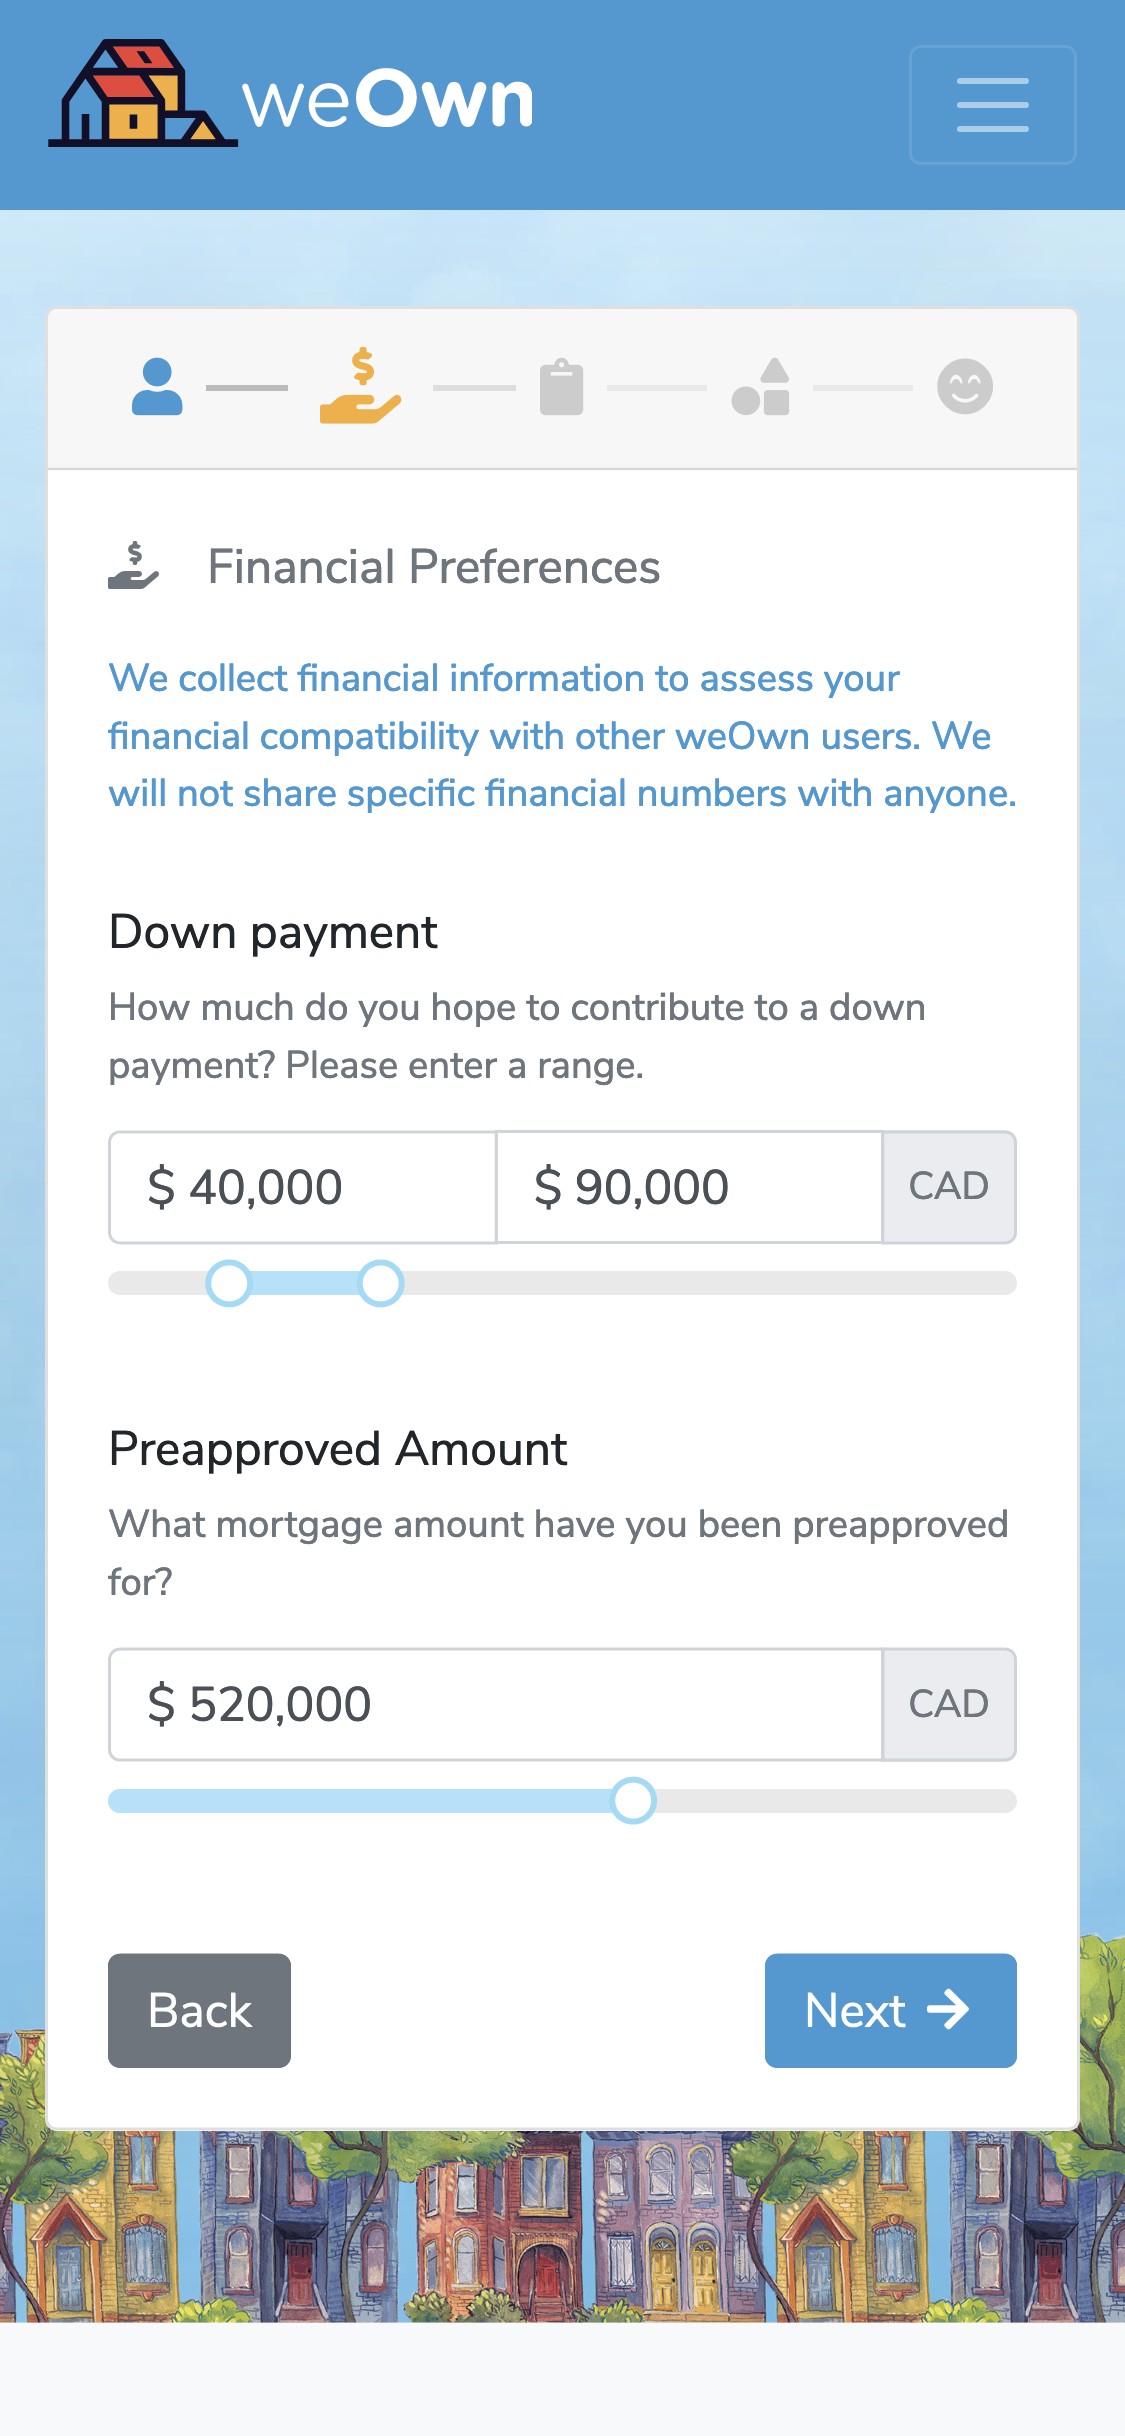 weOwn
Financial Preferences
We collect financial information to assess your
financial compatibility with other weOwn users. We
will not share specific financial numbers with anyone.
Down payment
How much do you hope to contribute to a down
payment? Please enter a range.
$ 40,000 $ 90,000 CAD
Preapproved Amount
What mortgage amount have you been preapproved
for?
$ 520,000 CAD
Back Next